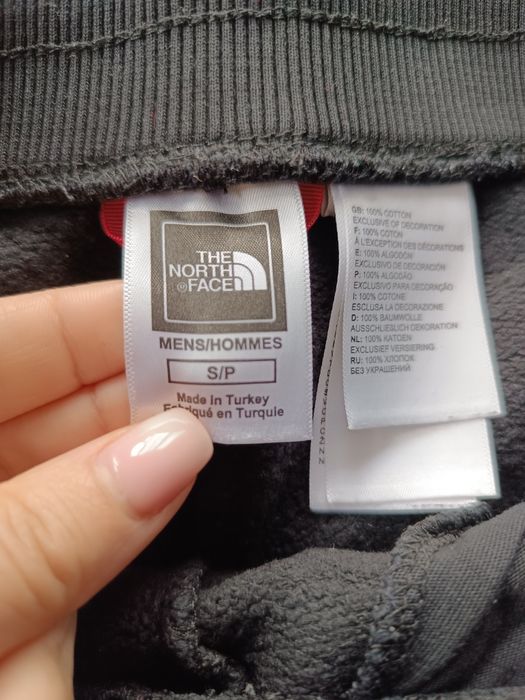 THE
NORTH
FACE
MENS/HOMMES
S/P
Made in Turkey
Fabriqué en Turquie
GB: 100% COTTON
EXCLUSIVE OF DECORATION
F: 100% COTON
À L'EXCEPTION DES DÉCORATIONS
E: 100% ALGODÓN
EXCLUSIVO DE DECORACIÓN
P: 100% ALGODÃO
EXCLUSIVO PARA DECORAÇÃO
I: 100% COTONE
ESCLUSA LA DECORAZIONE
D: 100% BAUMWOLLE
AUSSCHLIESSLICH DEKORATION
NL: 100% KATOEN
EXCLUSIEF VERSIERING
RU: 100% ХЛОПОК
БЕЗ УКРАШЕНИЙ